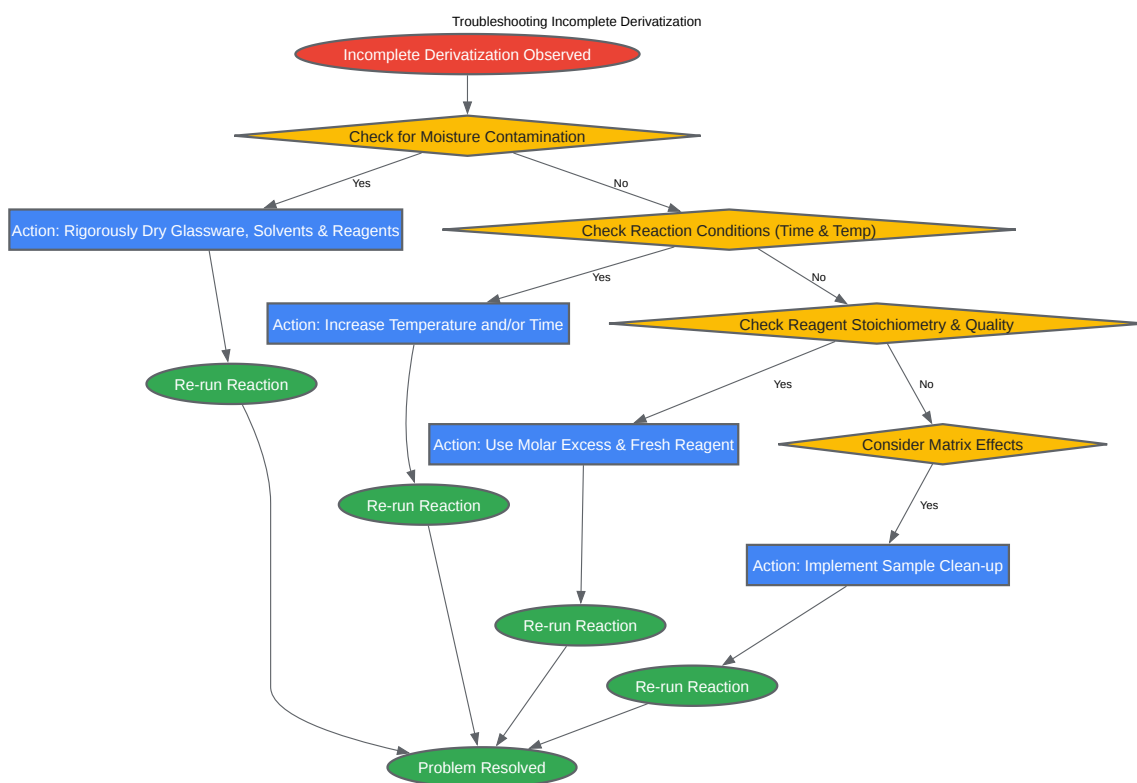 Troubleshooting Incomplete Derivatization
Incomplete Derivatization Observed
Check for Moisture Contamination
Yes
No
Action: Rigorously Dry Glassware, Solvents & Reagents
Check Reaction Conditions (Time & Temp)
Yes
No
Action: Increase Temperature and/or Time
Check Reagent Stoichiometry & Quality
Re-run Reaction
Yes
No
Action: Use Molar Excess & Fresh Reagent
Consider Matrix Effects
Re-run Reaction
Yes
Action: Implement Sample Clean-up
Re-run Reaction
Re-run Reaction
Problem Resolved